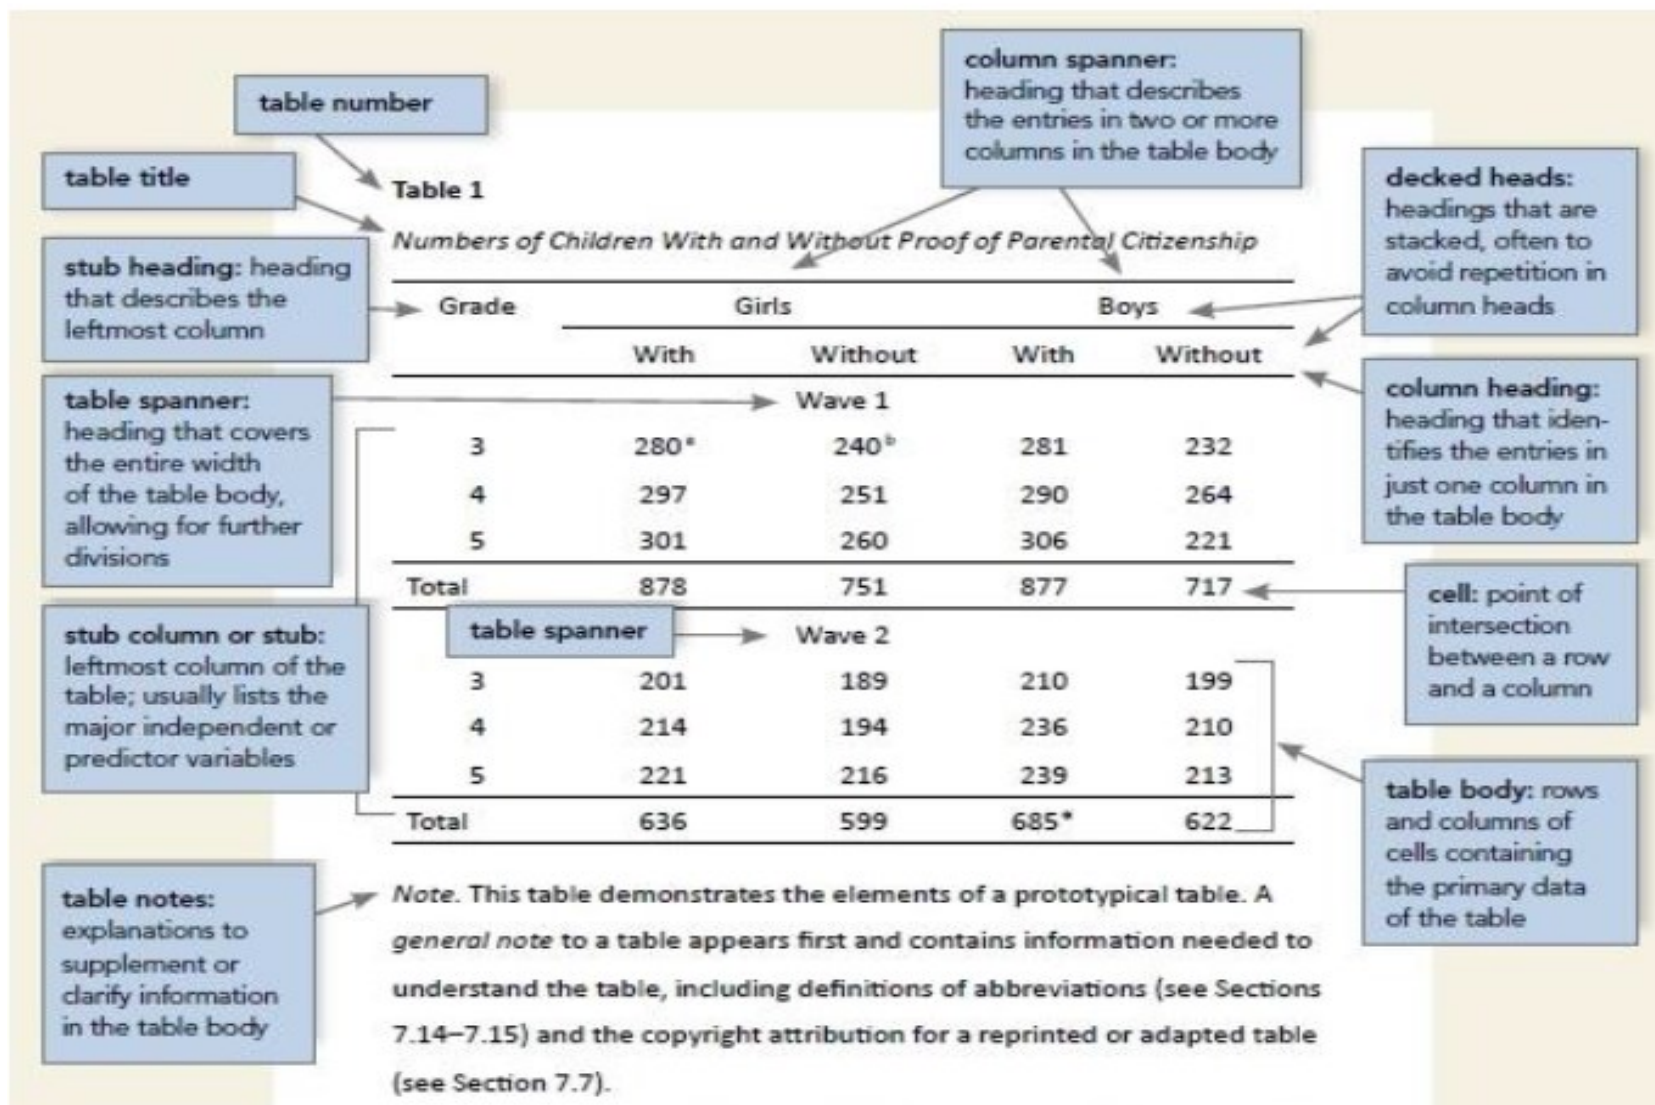 column spanner:
heading that describes
the entries in two or more
columns in the table body
table number
table title
decked heads:
headings that are
stacked, often to
avoid repetition in
column heads
Table 1
Numbers of Children With and Without Proof of Parental Citizenship
stub heading: heading
that describes the
leftmost column
Grade Girls Boys
With Without With Without
column heading:
heading that iden-
tifies the entries in
just one column in
the table body
table spanner:
heading that covers
the entire width
of the table body,
allowing for further
divisions
Wave 1
3 280ᵃ 240ᵇ 281 232
4 297 251 290 264
5 301 260 306 221
Total 878 751 877 717
cell: point of
intersection
between a row
and a column
stub column or stub:
leftmost column of the
table; usually lists the
major independent or
predictor variables
table spanner
Wave 2
3 201 189 210 199
4 214 194 236 210
5 221 216 239 213
Total 636 599 685* 622
table body: rows
and columns of
cells containing
the primary data
of the table
table notes:
explanations to
supplement or
clarify information
in the table body
Note. This table demonstrates the elements of a prototypical table. A
general note to a table appears first and contains information needed to
understand the table, including definitions of abbreviations (see Sections
7.14–7.15) and the copyright attribution for a reprinted or adapted table
(see Section 7.7).